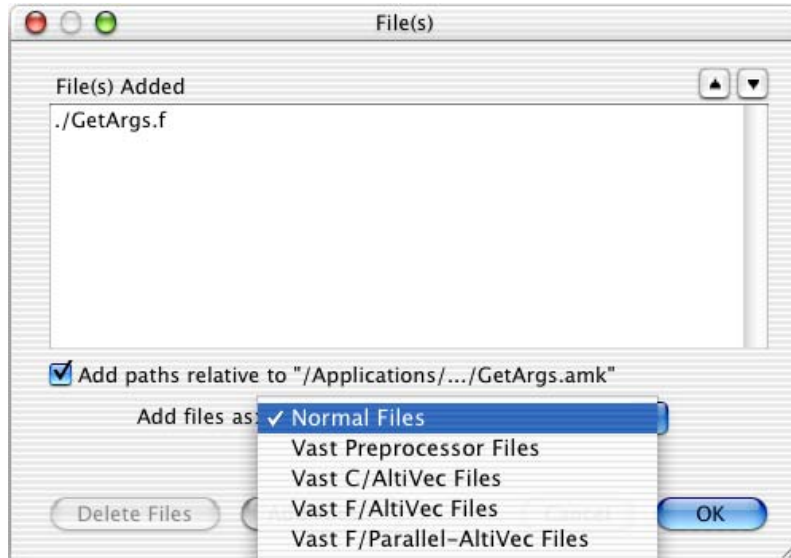 File(s)
File(s) Added
./GetArgs.f
Add paths relative to "/Applications/.../GetArgs.amk"
Add files as:
✓ Normal Files
Vast Preprocessor Files
Vast C/AltiVec Files
Vast F/AltiVec Files
Vast F/Parallel-AltiVec Files
Delete Files
Cancel
OK